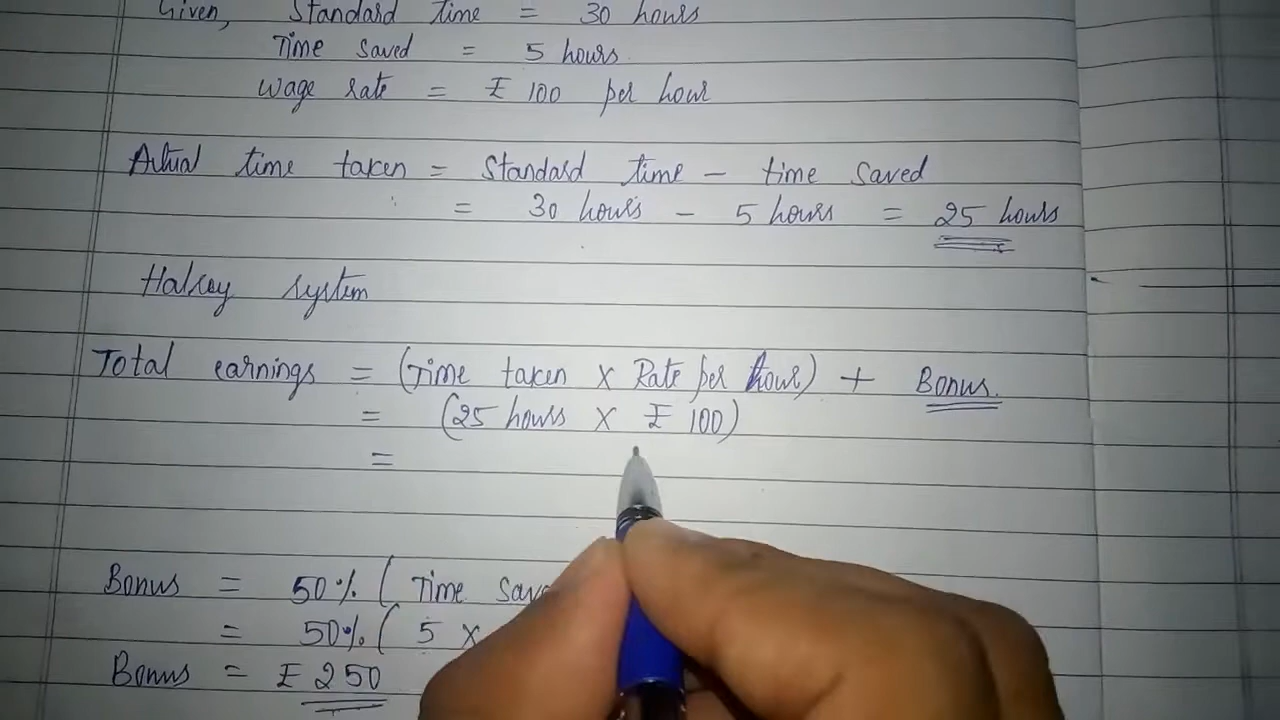 Given, Standard time = 30 hours
Time saved = 5 hours
Wage rate = ₹ 100 per hour
Actual time taken = Standard time - time saved
= 30 hours - 5 hours = 25 hours
Halsey system
Total earnings = (Time taken × Rate per hour) + Bonus.
= (25 hours × ₹ 100)
=
Bonus = 50% ( Time
= 50% ( 5 ×
Bonus = ₹ 250